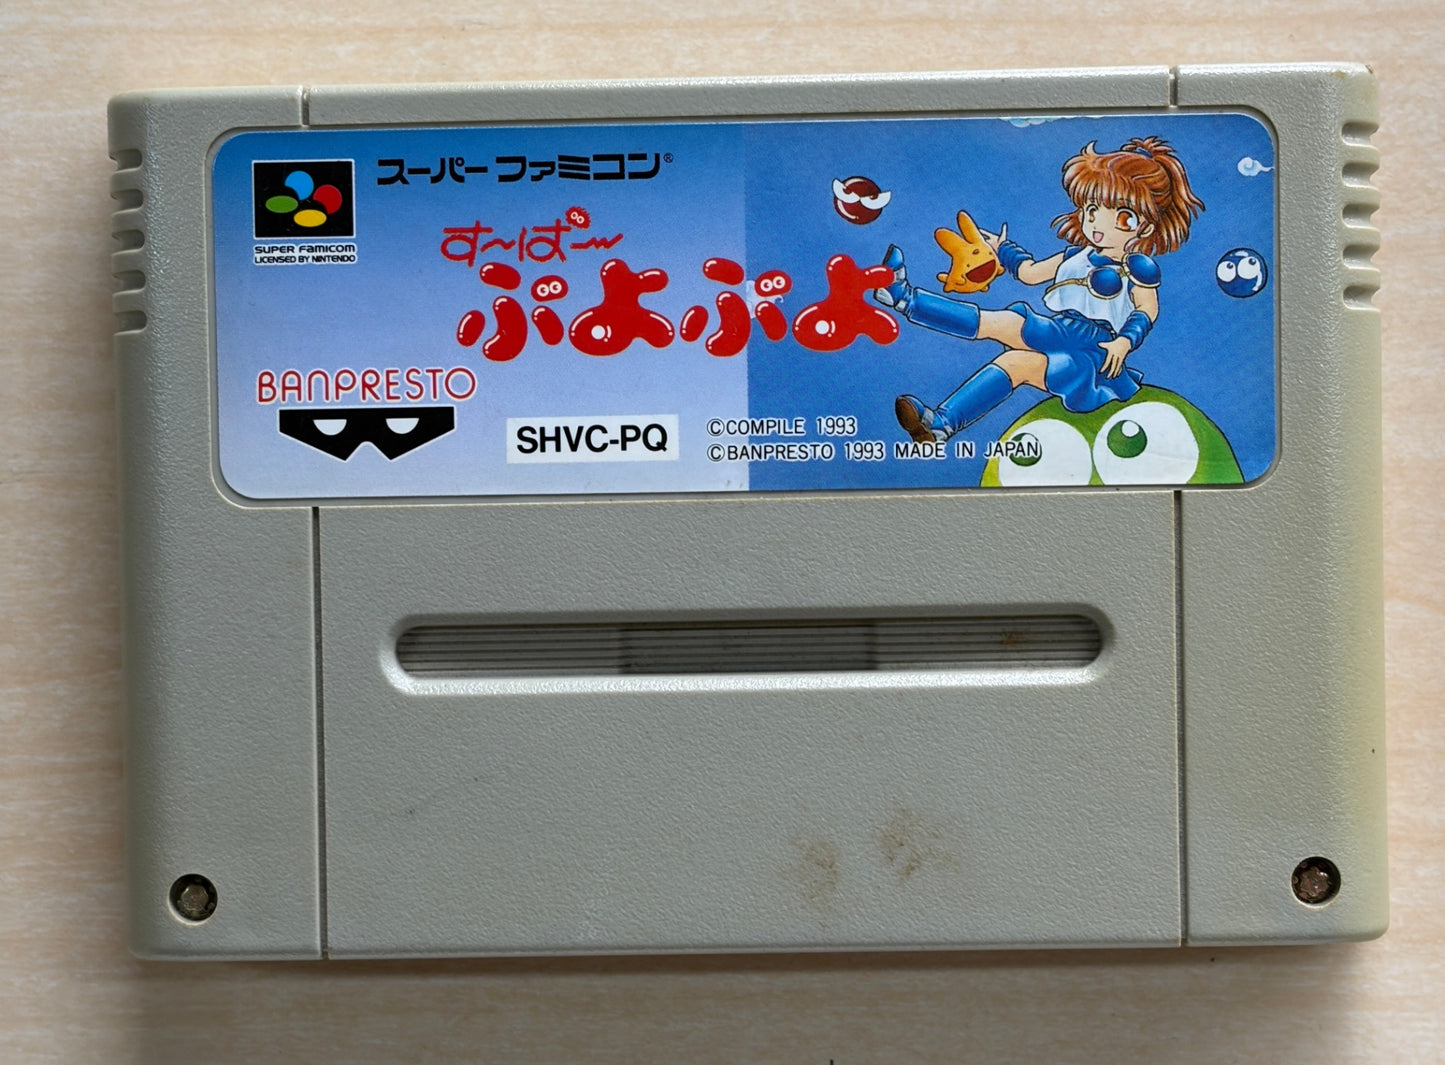 スーパーファミコン®
SUPER FAMICOM
LICENSED BY NINTENDO
す〜ぱ〜
ぷよぷよ
BANPRESTO
SHVC-PQ
©COMPILE 1993
©BANPRESTO 1993 MADE IN JAPAN